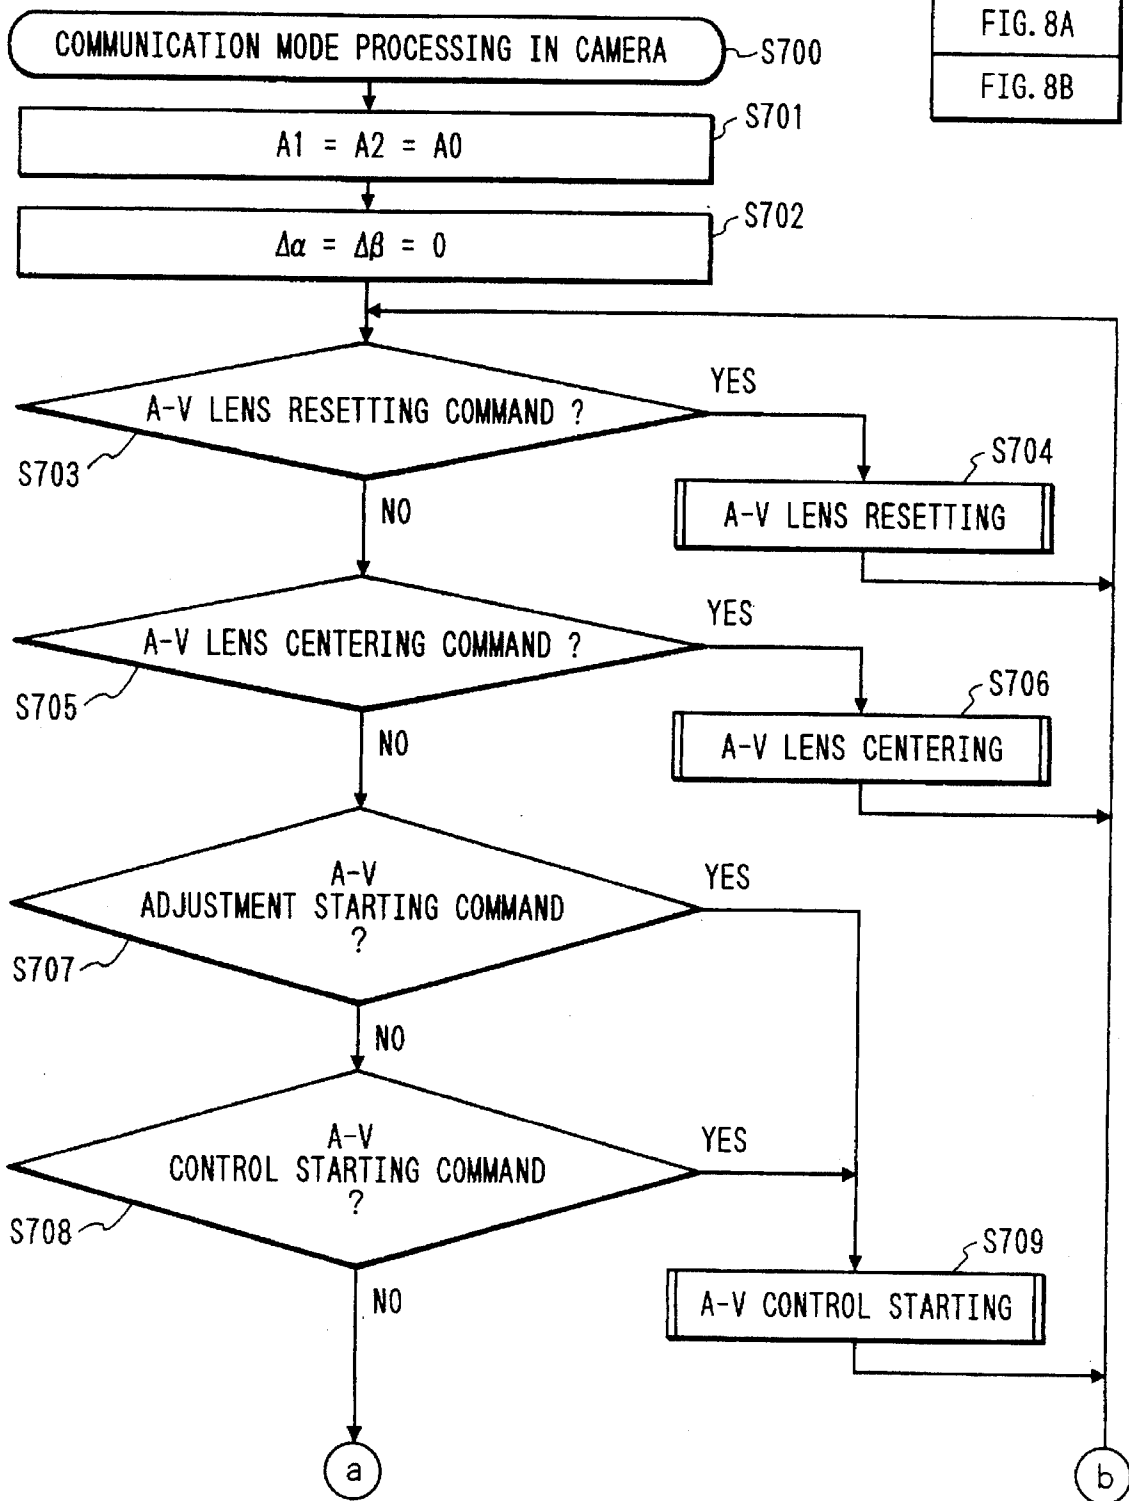 FIG. 8A
FIG. 8B
COMMUNICATION MODE PROCESSING IN CAMERA
S700
S701
A1 = A2 = A0
S702
Δα = Δβ = 0
A-V LENS RESETTING COMMAND ?
YES
S703
NO
S704
A-V LENS RESETTING
A-V LENS CENTERING COMMAND ?
YES
S705
NO
S706
A-V LENS CENTERING
A-V
ADJUSTMENT STARTING COMMAND
?
YES
S707
NO
A-V
CONTROL STARTING COMMAND
?
YES
S708
NO
S709
A-V CONTROL STARTING
a
b